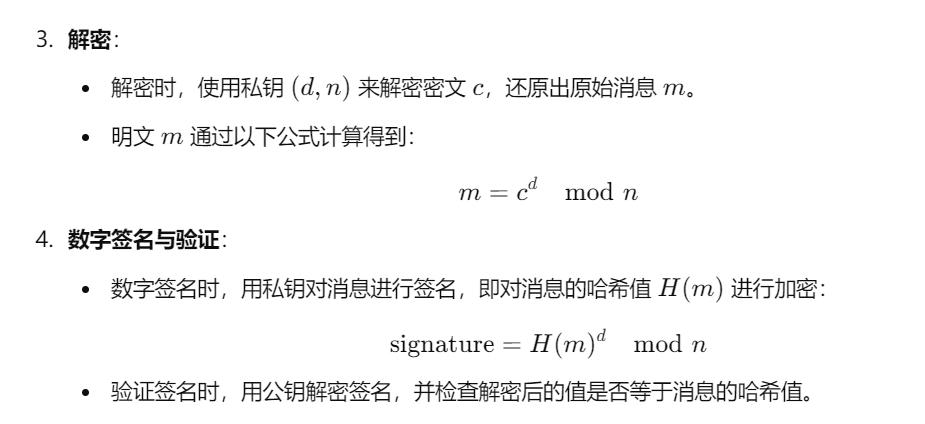 3. 解密：
• 解密时，使用私钥 (d, n) 来解密密文 c，还原出原始消息 m。
• 明文 m 通过以下公式计算得到：
m = c^d mod n
4. 数字签名与验证：
• 数字签名时，用私钥对消息进行签名，即对消息的哈希值 H(m) 进行加密：
signature = H(m)^d mod n
• 验证签名时，用公钥解密签名，并检查解密后的值是否等于消息的哈希值。